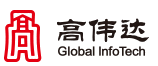 高伟达
Global InfoTech